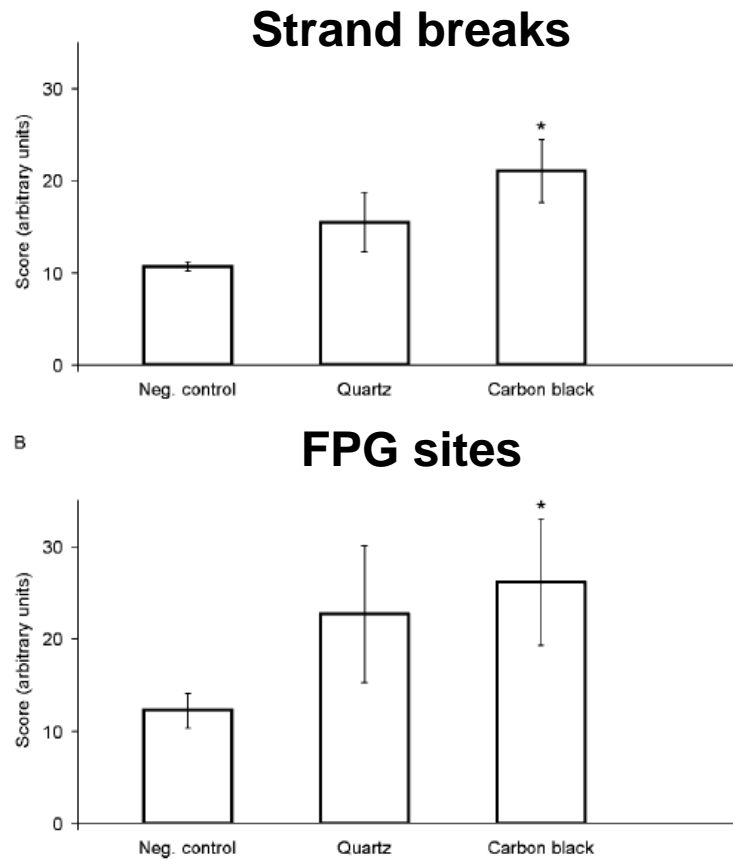 Strand breaks
30
20
10
0
Score (arbitrary units)
*
Neg. control Quartz Carbon black
B
FPG sites
30
20
10
0
Score (arbitrary units)
*
Neg. control Quartz Carbon black